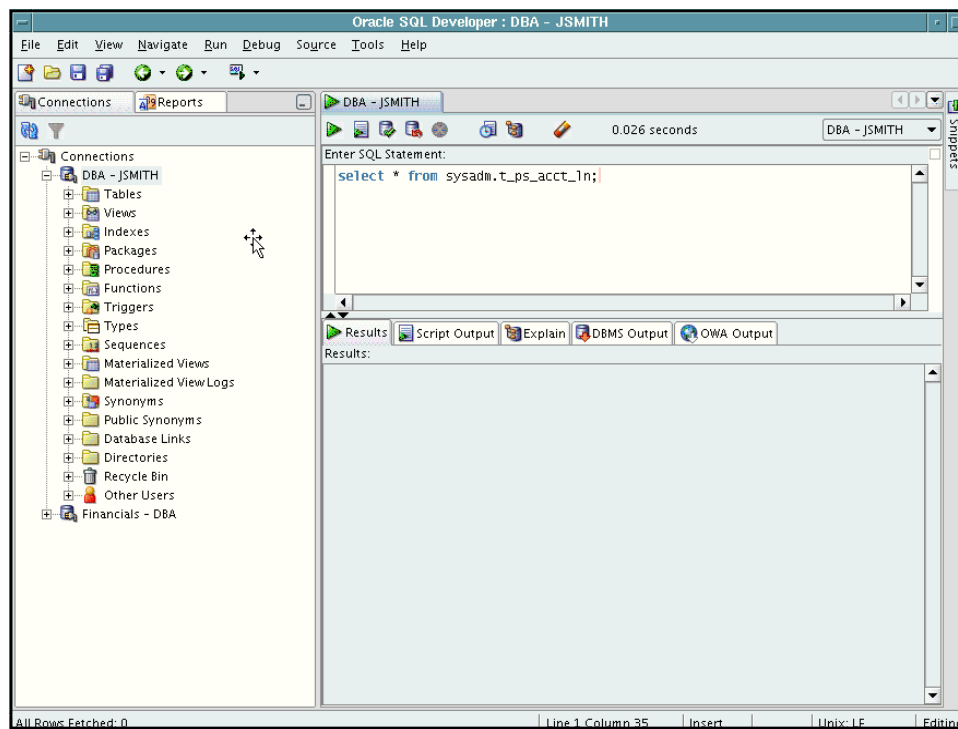 Oracle SQL Developer : DBA - JSMITH
File Edit View Navigate Run Debug Source Tools Help
Connections Reports
DBA - JSMITH
0.026 seconds
DBA - JSMITH
Snippets
Enter SQL Statement:
select * from sysadm.t_ps_acct_ln;
Connections
DBA - JSMITH
Tables
Views
Indexes
Packages
Procedures
Functions
Triggers
Types
Sequences
Materialized Views
Materialized View Logs
Synonyms
Public Synonyms
Database Links
Directories
Recycle Bin
Other Users
Financials - DBA
Results Script Output Explain DBMS Output OWA Output
Results:
All Rows Fetched: 0
Line 1 Column 35 Insert Unix: LF Editing